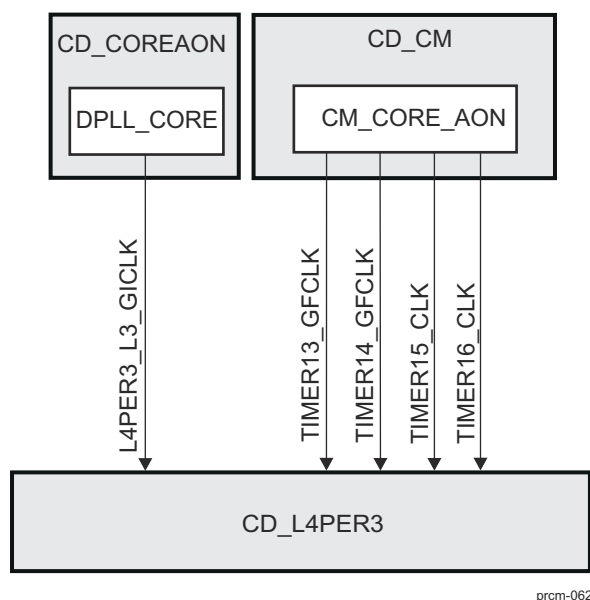 CD_COREAON
CD_CM
DPLL_CORE
CM_CORE_AON
L4PER3_L3_GICLK
TIMER13_GFCLK
TIMER14_GFCLK
TIMER15_CLK
TIMER16_CLK
CD_L4PER3
prcm-062